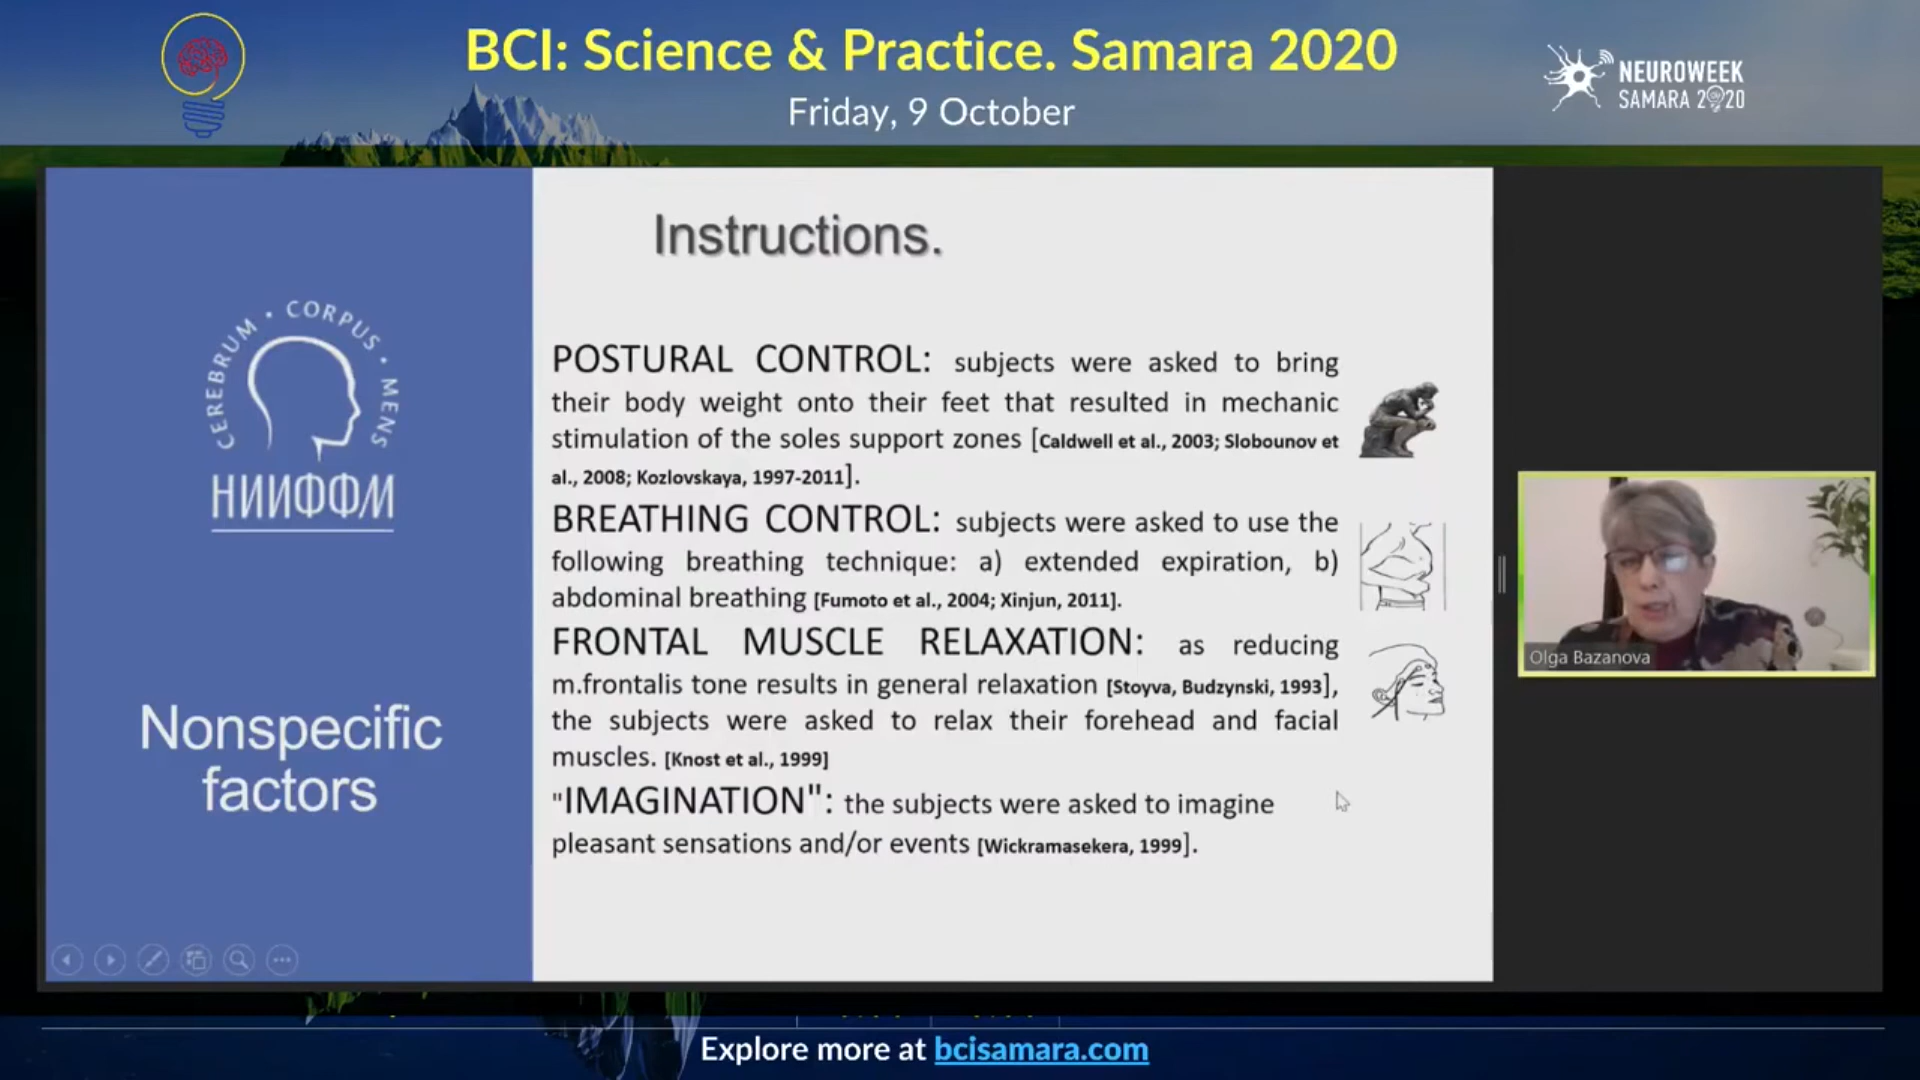 BCI: Science & Practice. Samara 2020
Friday, 9 October
NEUROWEEK
SAMARA 2020
CEREBRUM · CORPUS · MENS
НИИФФМ
Nonspecific
factors
Instructions.
POSTURAL CONTROL: subjects were asked to bring
their body weight onto their feet that resulted in mechanic
stimulation of the soles support zones [Caldwell et al., 2003; Slobounov et
al., 2008; Kozlovskaya, 1997-2011].
BREATHING CONTROL: subjects were asked to use the
following breathing technique: a) extended expiration, b)
abdominal breathing [Fumoto et al., 2004; Xinjun, 2011].
FRONTAL MUSCLE RELAXATION: as reducing
m.frontalis tone results in general relaxation [Stoyva, Budzynski, 1993],
the subjects were asked to relax their forehead and facial
muscles. [Knost et al., 1999]
"IMAGINATION": the subjects were asked to imagine
pleasant sensations and/or events [Wickramasekera, 1999].
Olga Bazanova
Explore more at bcisamara.com